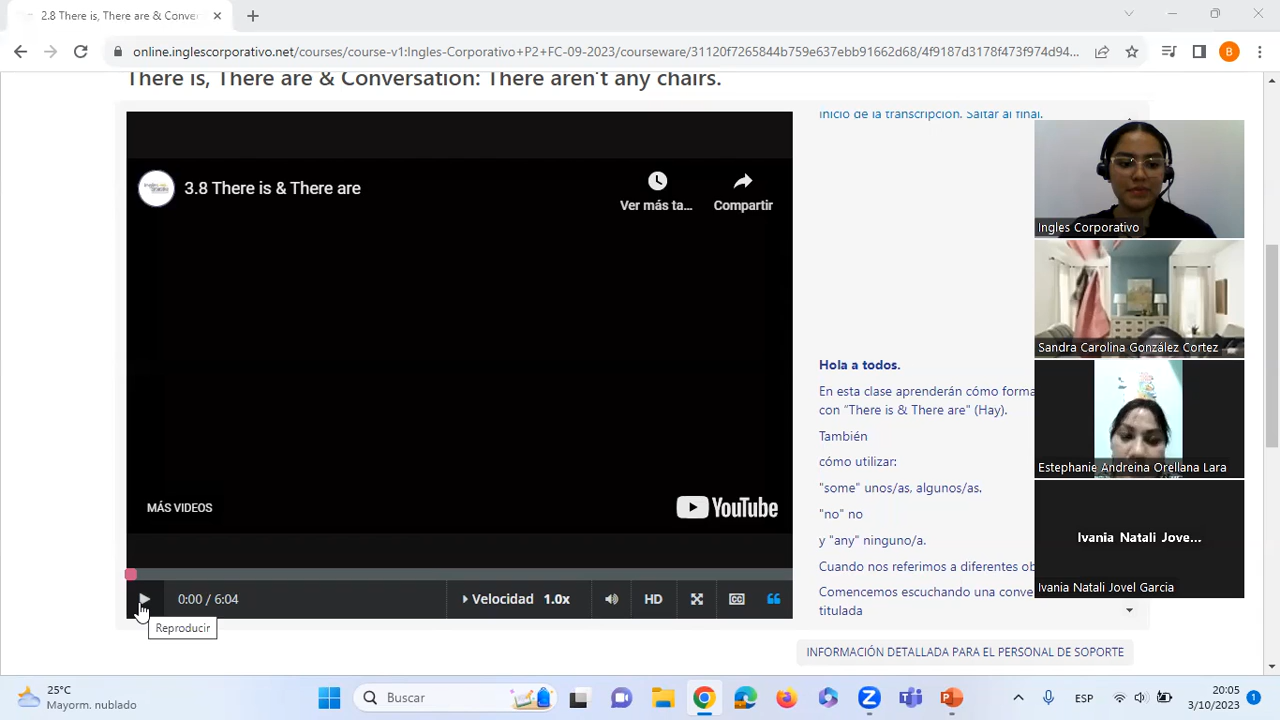 2.8 There is, There are & Conver
online.inglescorporativo.net/courses/course-v1:Ingles-Corporativo+P2+FC-09-2023/courseware/31120f7265844b759e637ebb91662d68/4f9187d3178f473f974d94...
B
There is, There are & Conversation: There aren't any chairs.
Inicio de la transcripción. Saltar al final.
3.8 There is & There are
Ver más ta...
Compartir
MÁS VIDEOS
YouTube
0:00 / 6:04
Velocidad 1.0x
HD
Reproducir
Hola a todos.
En esta clase aprenderán cómo forma
con "There is & There are" (Hay).
También
cómo utilizar:
"some" unos/as, algunos/as.
"no" no
y "any" ninguno/a.
Cuando nos referimos a diferentes ob
Comencemos escuchando una conve
titulada
INFORMACIÓN DETALLADA PARA EL PERSONAL DE SOPORTE
Ingles Corporativo
Sandra Carolina González Cortez
Estephanie Andreina Orellana Lara
Ivania Natali Jove...
Ivania Natali Jovel Garcia
25°C
Mayorm. nublado
Buscar
ESP
20:05
3/10/2023
1